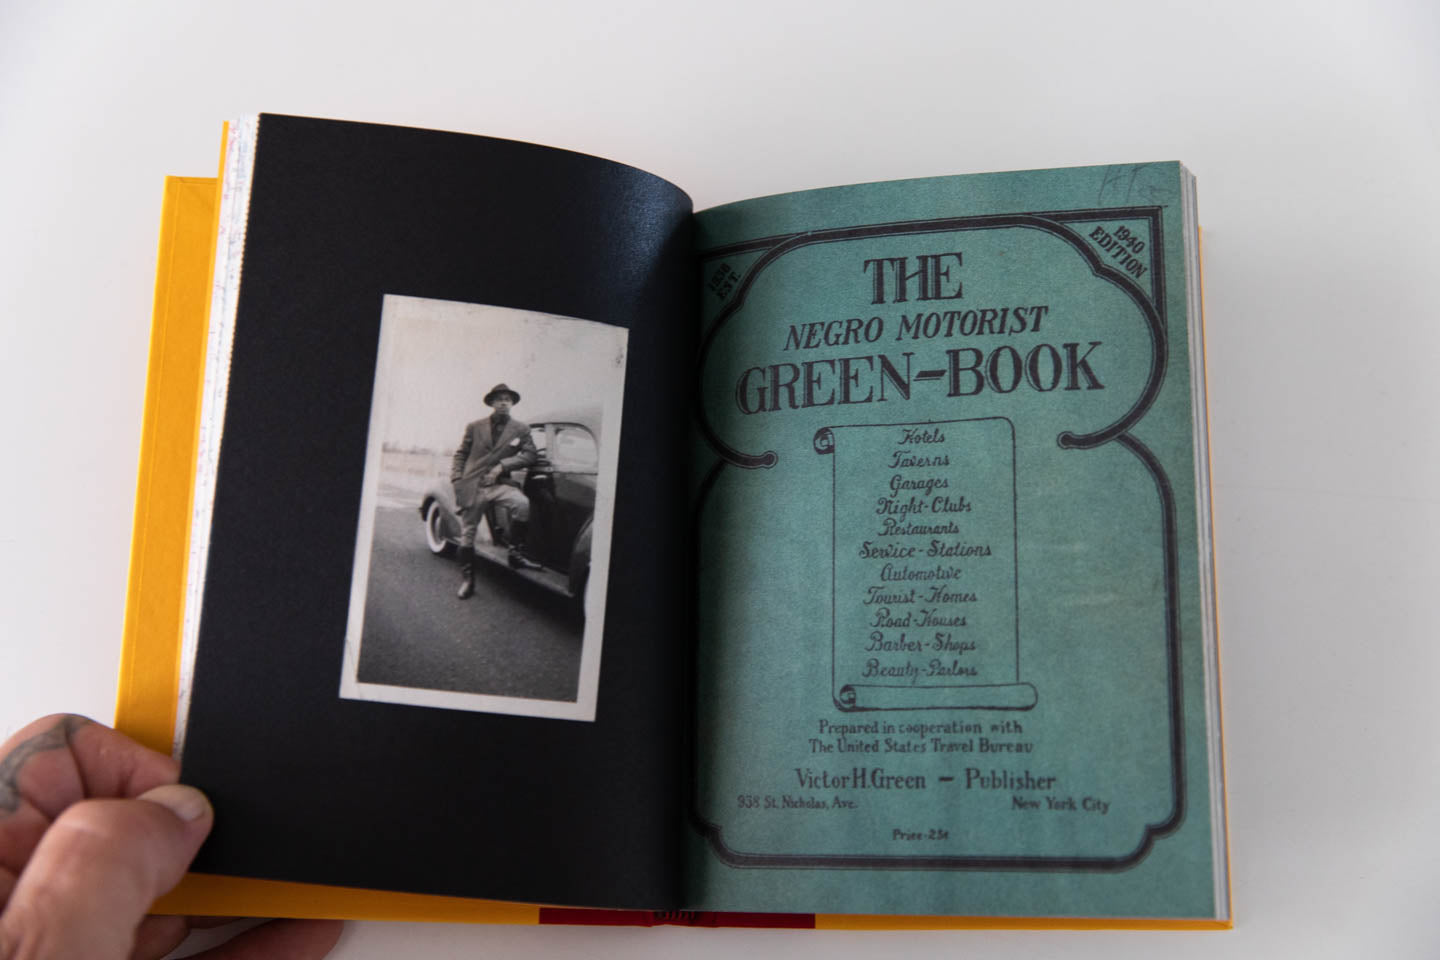 1936
EST.
1940
EDITION
THE
NEGRO MOTORIST
GREEN-BOOK
Hotels
Taverns
Garages
Night-Clubs
Restaurants
Service-Stations
Automotive
Tourist-Homes
Road-Houses
Barber-Shops
Beauty-Parlors
Prepared in cooperation with
The United States Travel Bureau
Victor H. Green — Publisher
938 St. Nicholas, Ave. New York City
Price-25¢